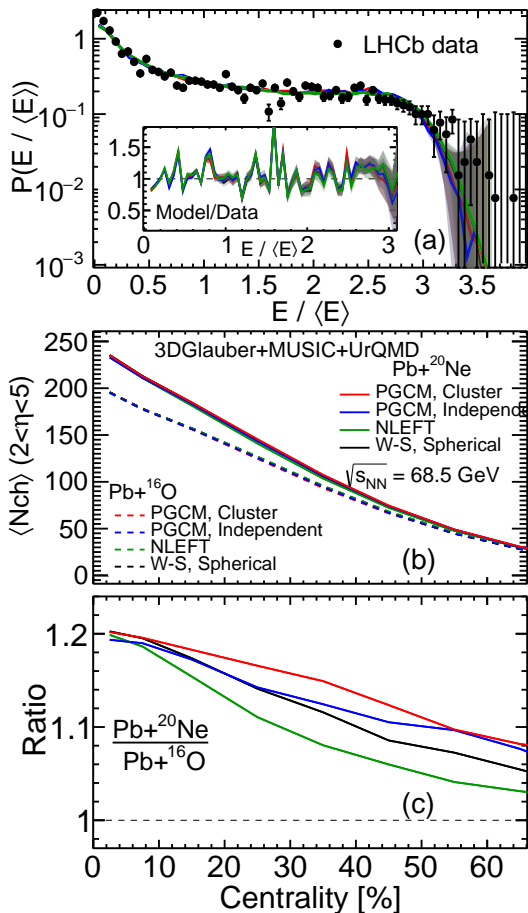 1
10⁻¹
10⁻²
10⁻³
P(E / ⟨E⟩)
LHCb data
1.5
1.0
0.5
Model/Data
0 1 2 3
E / ⟨E⟩
(a)
0 0.5 1 1.5 2 2.5 3 3.5
E / ⟨E⟩
250
200
150
100
50
0
⟨Nch⟩ (2<η<5)
3DGlauber+MUSIC+UrQMD
Pb+²⁰Ne
PGCM, Cluster
PGCM, Independe
NLEFT
W-S, Spherical
√sNN = 68.5 GeV
Pb+¹⁶O
PGCM, Cluster
PGCM, Independent
NLEFT
W-S, Spherical
(b)
1.2
1.1
1
Ratio
Pb+²⁰Ne
Pb+¹⁶O
(c)
0 10 20 30 40 50 60
Centrality [%]